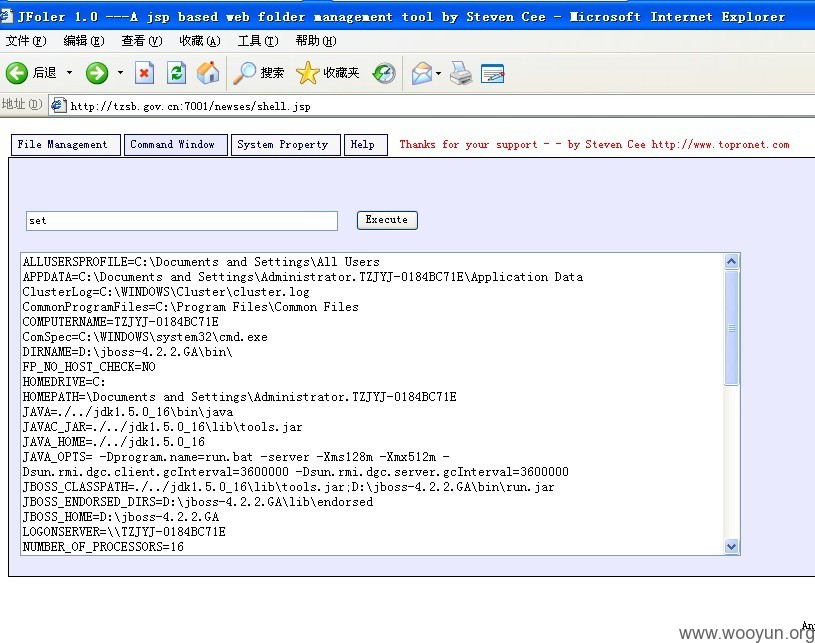 JFoler 1.0 ---A jsp based web folder management tool by Steven Cee - Microsoft Internet Explorer
文件(F) 编辑(E) 查看(V) 收藏(A) 工具(T) 帮助(H)
后退 搜索 收藏夹
地址(D) http://tzsb.gov.cn:7001/newses/shell.jsp
File Management Command Window System Property Help Thanks for your support - - by Steven Cee http://www.topronet.com
set Execute
ALLUSERSPROFILE=C:\Documents and Settings\All Users
APPDATA=C:\Documents and Settings\Administrator.TZJYJ-0184BC71E\Application Data
ClusterLog=C:\WINDOWS\Cluster\cluster.log
CommonProgramFiles=C:\Program Files\Common Files
COMPUTERNAME=TZJYJ-0184BC71E
ComSpec=C:\WINDOWS\system32\cmd.exe
DIRNAME=D:\jboss-4.2.2.GA\bin\
FP_NO_HOST_CHECK=NO
HOMEDRIVE=C:
HOMEPATH=\Documents and Settings\Administrator.TZJYJ-0184BC71E
JAVA=./../jdk1.5.0_16\bin\java
JAVAC_JAR=./../jdk1.5.0_16\lib\tools.jar
JAVA_HOME=./../jdk1.5.0_16
JAVA_OPTS= -Dprogram.name=run.bat -server -Xms128m -Xmx512m -
Dsun.rmi.dgc.client.gcInterval=3600000 -Dsun.rmi.dgc.server.gcInterval=3600000
JBOSS_CLASSPATH=./../jdk1.5.0_16\lib\tools.jar;D:\jboss-4.2.2.GA\bin\run.jar
JBOSS_ENDORSED_DIRS=D:\jboss-4.2.2.GA\lib\endorsed
JBOSS_HOME=D:\jboss-4.2.2.GA
LOGONSERVER=\\TZJYJ-0184BC71E
NUMBER_OF_PROCESSORS=16
www.wooyun.org